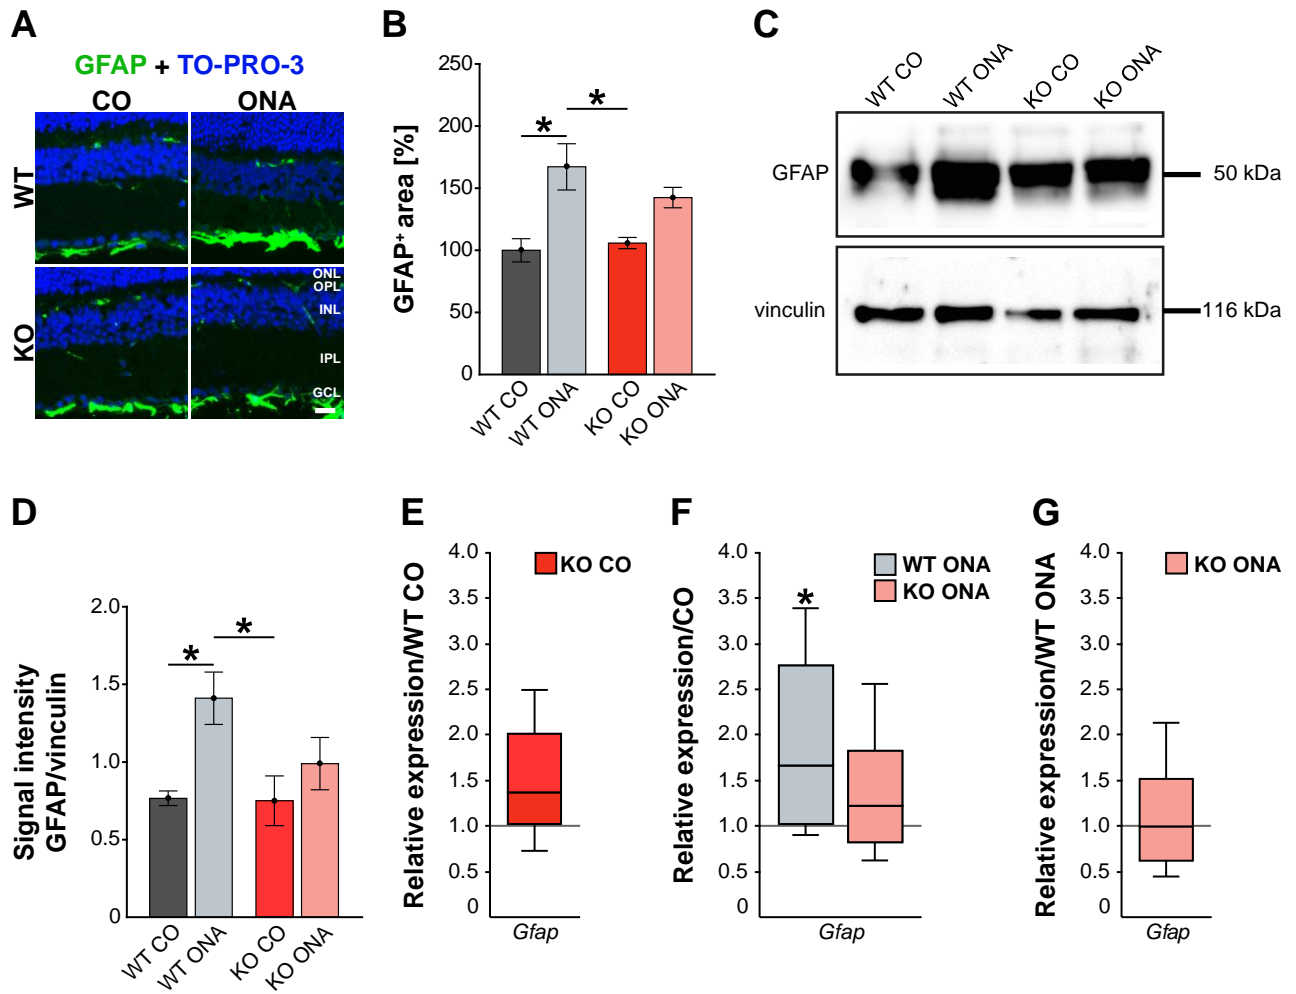 A
GFAP + TO-PRO-3
CO ONA
WT
KO
ONL
OPL
INL
IPL
GCL
B
GFAP+ area [%]
250
200
150
100
50
0
WT CO
WT ONA
KO CO
KO ONA
*
*
C
WT CO
WT ONA
KO CO
KO ONA
GFAP
50 kDa
vinculin
116 kDa
D
Signal intensity
GFAP/vinculin
2.0
1.5
1.0
0.5
0
*
*
WT CO
WT ONA
KO CO
KO ONA
E
Relative expression/WT CO
4.0
3.5
3.0
2.5
2.0
1.5
1.0
0.5
0
KO CO
Gfap
F
Relative expression/CO
4.0
3.5
3.0
2.5
2.0
1.5
1.0
0.5
0
WT ONA
KO ONA
*
Gfap
G
Relative expression/WT ONA
4.0
3.5
3.0
2.5
2.0
1.5
1.0
0.5
0
KO ONA
Gfap